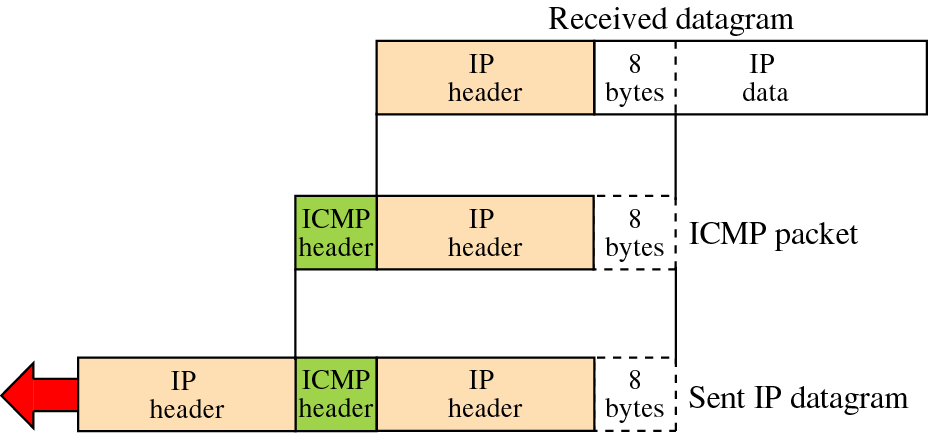 Received datagram
IP
header
8
bytes
IP
data
ICMP
header
IP
header
8
bytes
ICMP packet
IP
header
ICMP
header
IP
header
8
bytes
Sent IP datagram